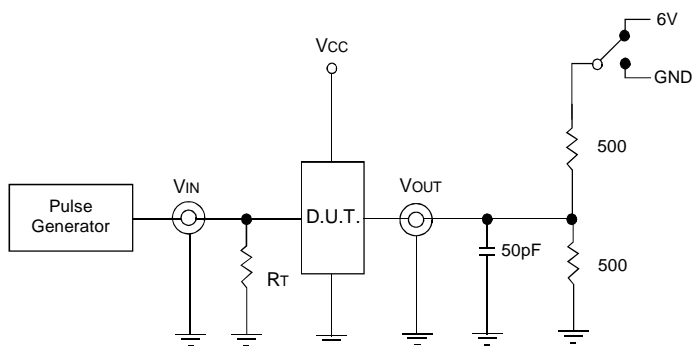 6V
GND
VCC
500
VIN
VOUT
Pulse
Generator
D.U.T.
RT
50pF
500